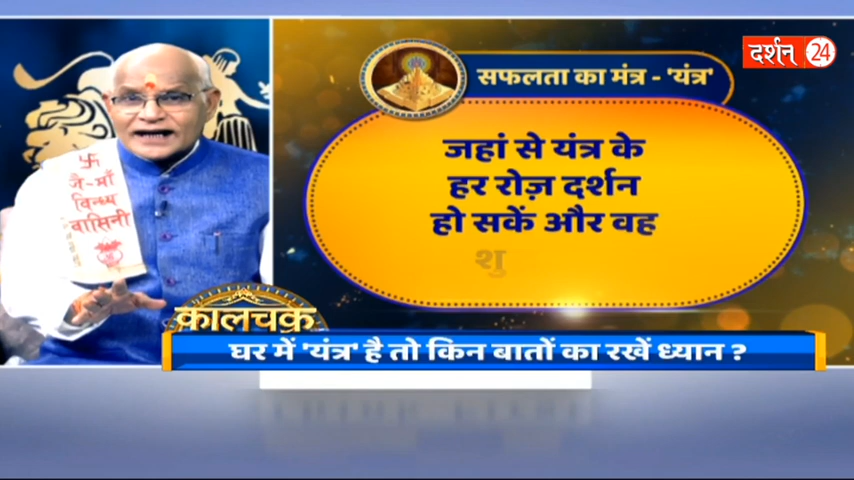 दर्शन 24
सफलता का मंत्र - 'यंत्र'
जहां से यंत्र के
हर रोज़ दर्शन
हो सकें और वह
शु
जै-माँ
विन्ध्य
वासिनी
कालचक्र
घर में 'यंत्र' है तो किन बातों का रखें ध्यान ?